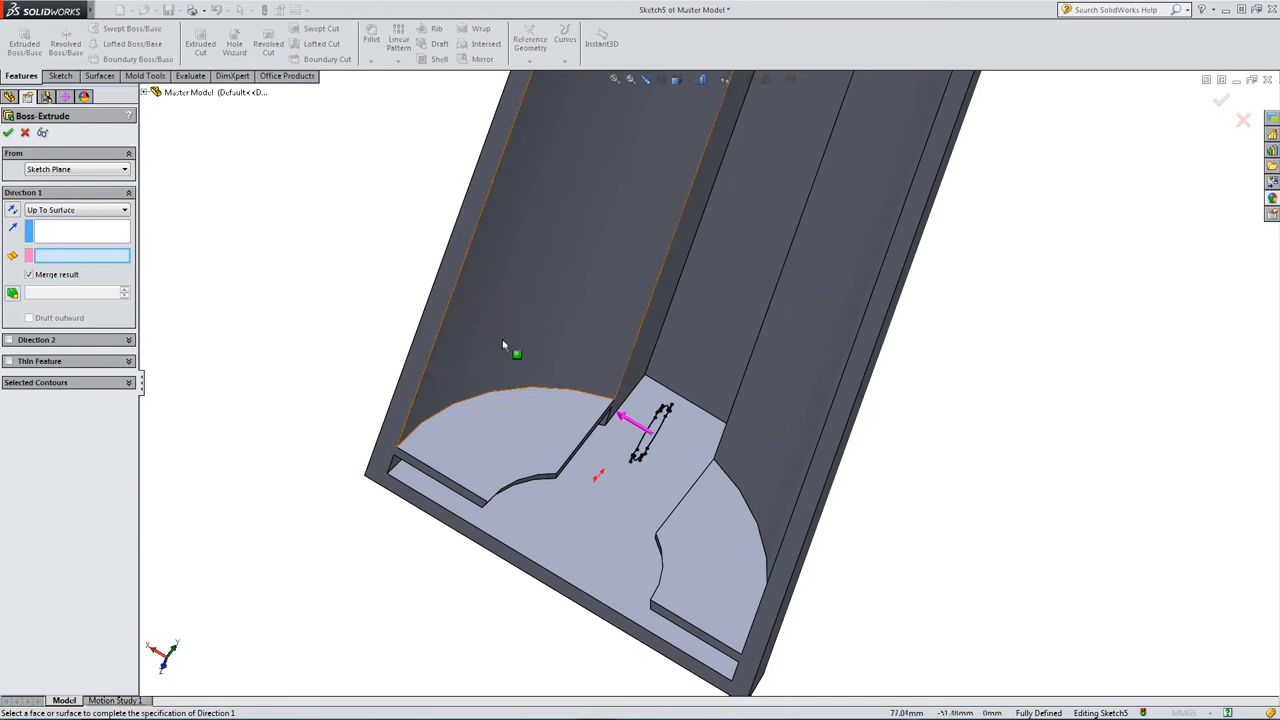 SOLIDWORKS
Sketch5 of Master Model *
Search SolidWorks Help
Extruded Boss/Base
Revolved Boss/Base
Swept Boss/Base
Lofted Boss/Base
Boundary Boss/Base
Extruded Cut
Hole Wizard
Revolved Cut
Swept Cut
Lofted Cut
Boundary Cut
Fillet
Linear Pattern
Rib
Draft
Shell
Wrap
Intersect
Mirror
Reference Geometry
Curves
Instant3D
Features
Sketch
Surfaces
Mold Tools
Evaluate
DimXpert
Office Products
Master Model (Default<<D...
Boss-Extrude
From
Sketch Plane
Direction 1
Up To Surface
Merge result
Draft outward
Direction 2
Thin Feature
Selected Contours
X
Y
Z
Model
Motion Study 1
Select a face or surface to complete the specification of Direction 1
77.01mm
-51.48mm
0mm
Fully Defined
Editing Sketch5
MMGS